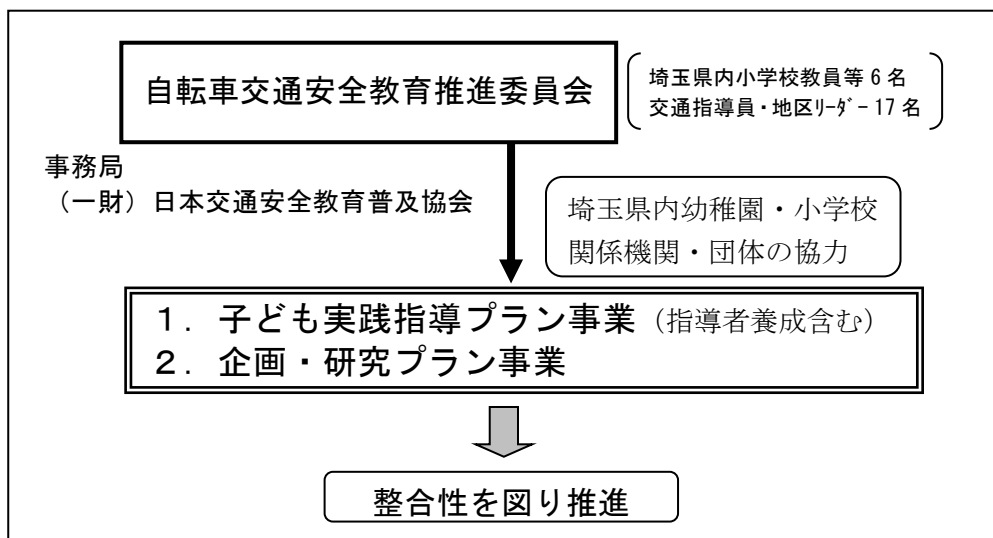 自転車交通安全教育推進委員会
埼玉県内小学校教員等 6 名
交通指導員・地区ﾘｰﾀﾞｰ 17 名
事務局
（一財）日本交通安全教育普及協会
埼玉県内幼稚園・小学校
関係機関・団体の協力
１．子ども実践指導プラン事業（指導者養成含む）
２．企画・研究プラン事業
整合性を図り推進